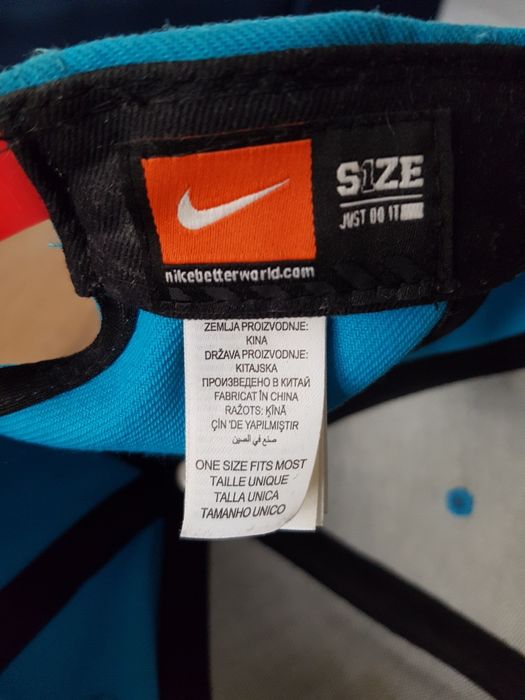 S1ZE
JUST DO IT
nikebetterworld.com
ZEMLJA PROIZVODNJE:
KINA
DRŽAVA PROIZVODNJE:
KITAJSKA
ПРОИЗВЕДЕНО В КИТАЙ
FABRICAT ÎN CHINA
RAŽOTS: ĶĪNĀ
ÇİN 'DE YAPILMIŞTIR
صنع في الصين
ONE SIZE FITS MOST
TAILLE UNIQUE
TALLA UNICA
TAMANHO UNICO